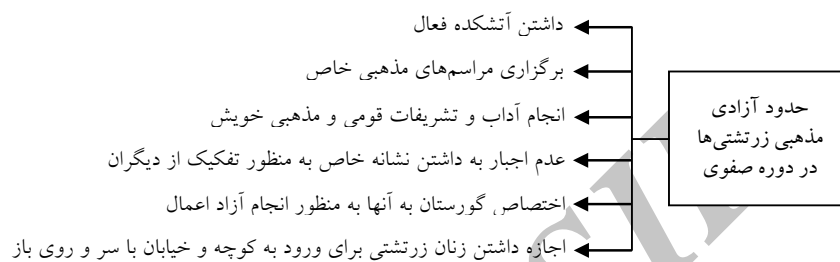 حدود آزادی
مذهبی زرتشتی‌ها
در دوره صفوی
داشتن آتشکده فعال
برگزاری مراسم‌های مذهبی خاص
انجام آداب و تشریفات قومی و مذهبی خویش
عدم اجبار به داشتن نشانه خاص به منظور تفکیک از دیگران
اختصاص گورستان به آنها به منظور انجام آزاد اعمال
اجازه داشتن زنان زرتشتی برای ورود به کوچه و خیابان با سر و روی باز